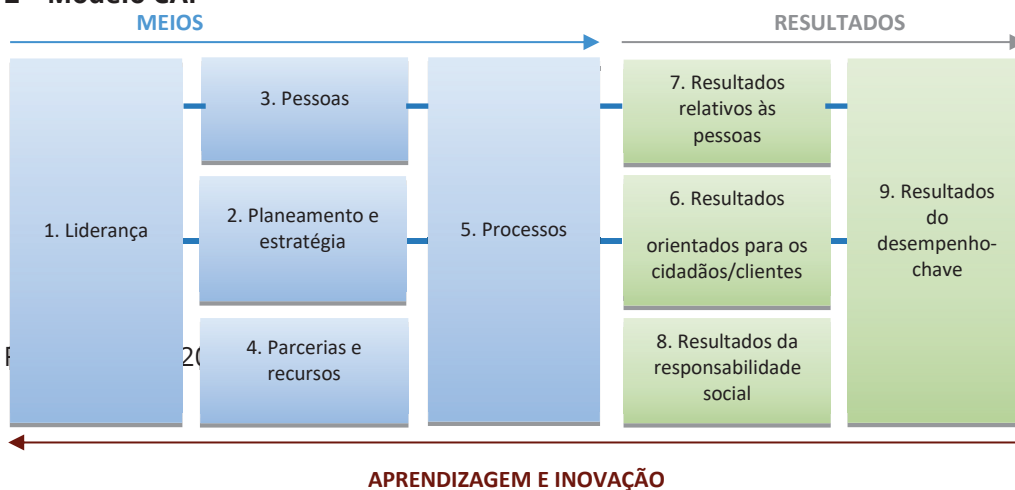 MEIOS
RESULTADOS
1. Liderança
3. Pessoas
2. Planeamento e
estratégia
4. Parcerias e
recursos
5. Processos
7. Resultados
relativos às
pessoas
6. Resultados
orientados para os
cidadãos/clientes
8. Resultados da
responsabilidade
social
9. Resultados
do
desempenho-
chave
APRENDIZAGEM E INOVAÇÃO